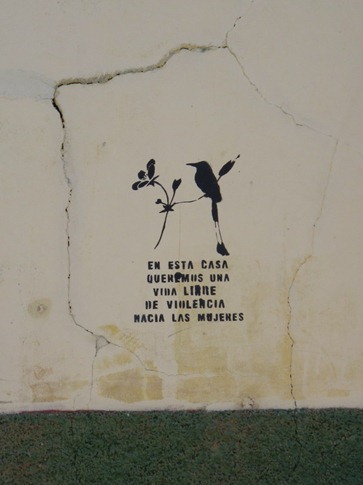 EN ESTA CASA
QUEREMOS UNA
VIDA LIBRE
DE VIOLENCIA
HACIA LAS MUJERES